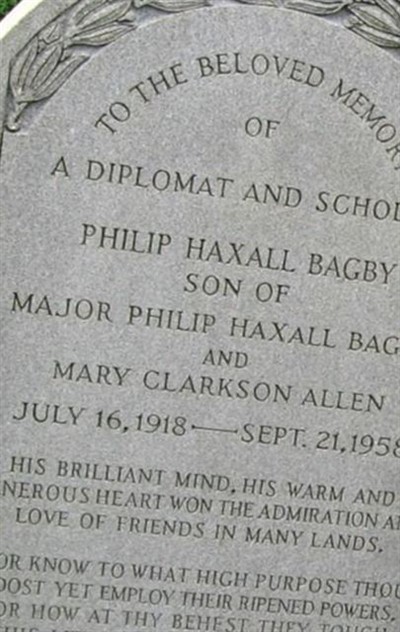 TO THE BELOVED MEMORY
OF
A DIPLOMAT AND SCHOL
PHILIP HAXALL BAGBY
SON OF
MAJOR PHILIP HAXALL BAG
AND
MARY CLARKSON ALLEN
JULY 16, 1918 — SEPT. 21, 1958
HIS BRILLIANT MIND, HIS WARM AND
NEROUS HEART WON THE ADMIRATION A
LOVE OF FRIENDS IN MANY LANDS.
OR KNOW TO WHAT HIGH PURPOSE THOU
DOST YET EMPLOY THEIR RIPENED POWERS,
OR HOW AT THY BEHEST THEY TOUCH